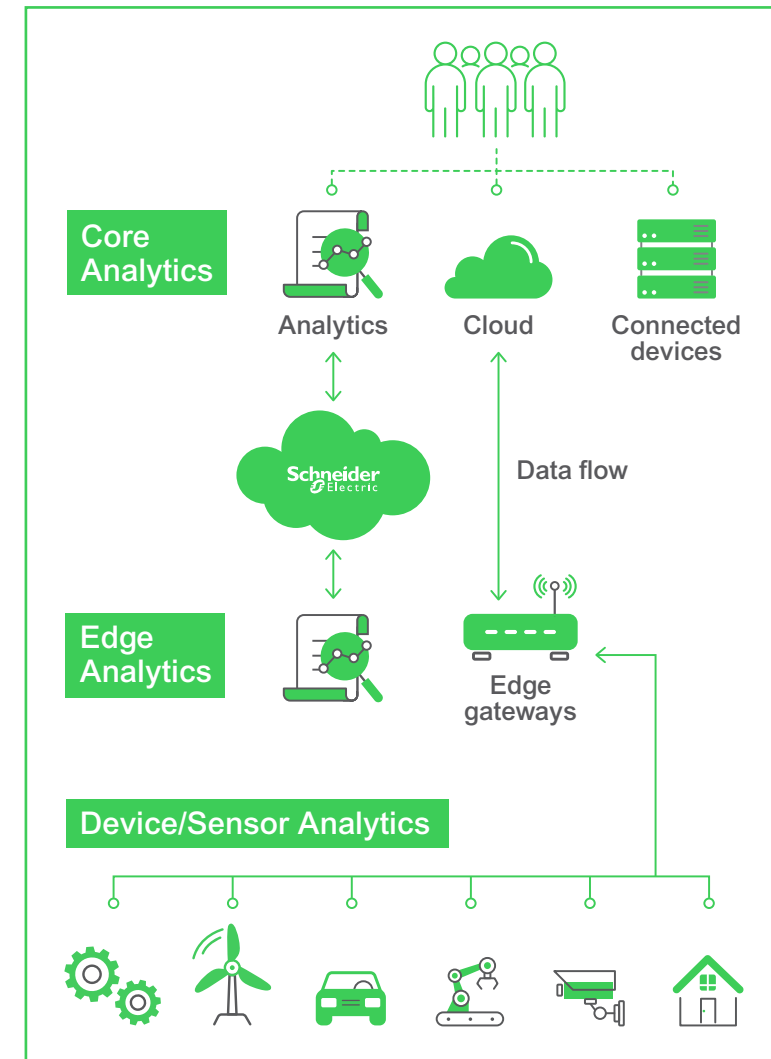 Core
Analytics
Analytics
Cloud
Connected
devices
Schneider
Electric
Data flow
Edge
Analytics
Edge
gateways
Device/Sensor Analytics